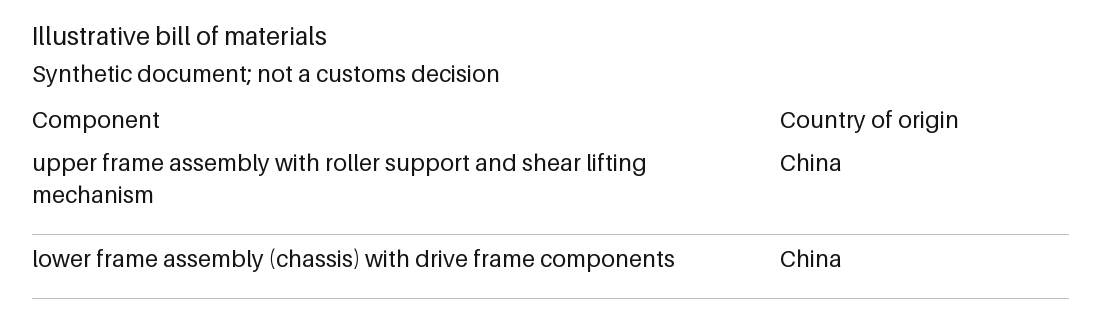 Illustrative bill of materials
Synthetic document; not a customs decision
Component Country of origin
upper frame assembly with roller support and shear lifting China
mechanism
lower frame assembly (chassis) with drive frame components China